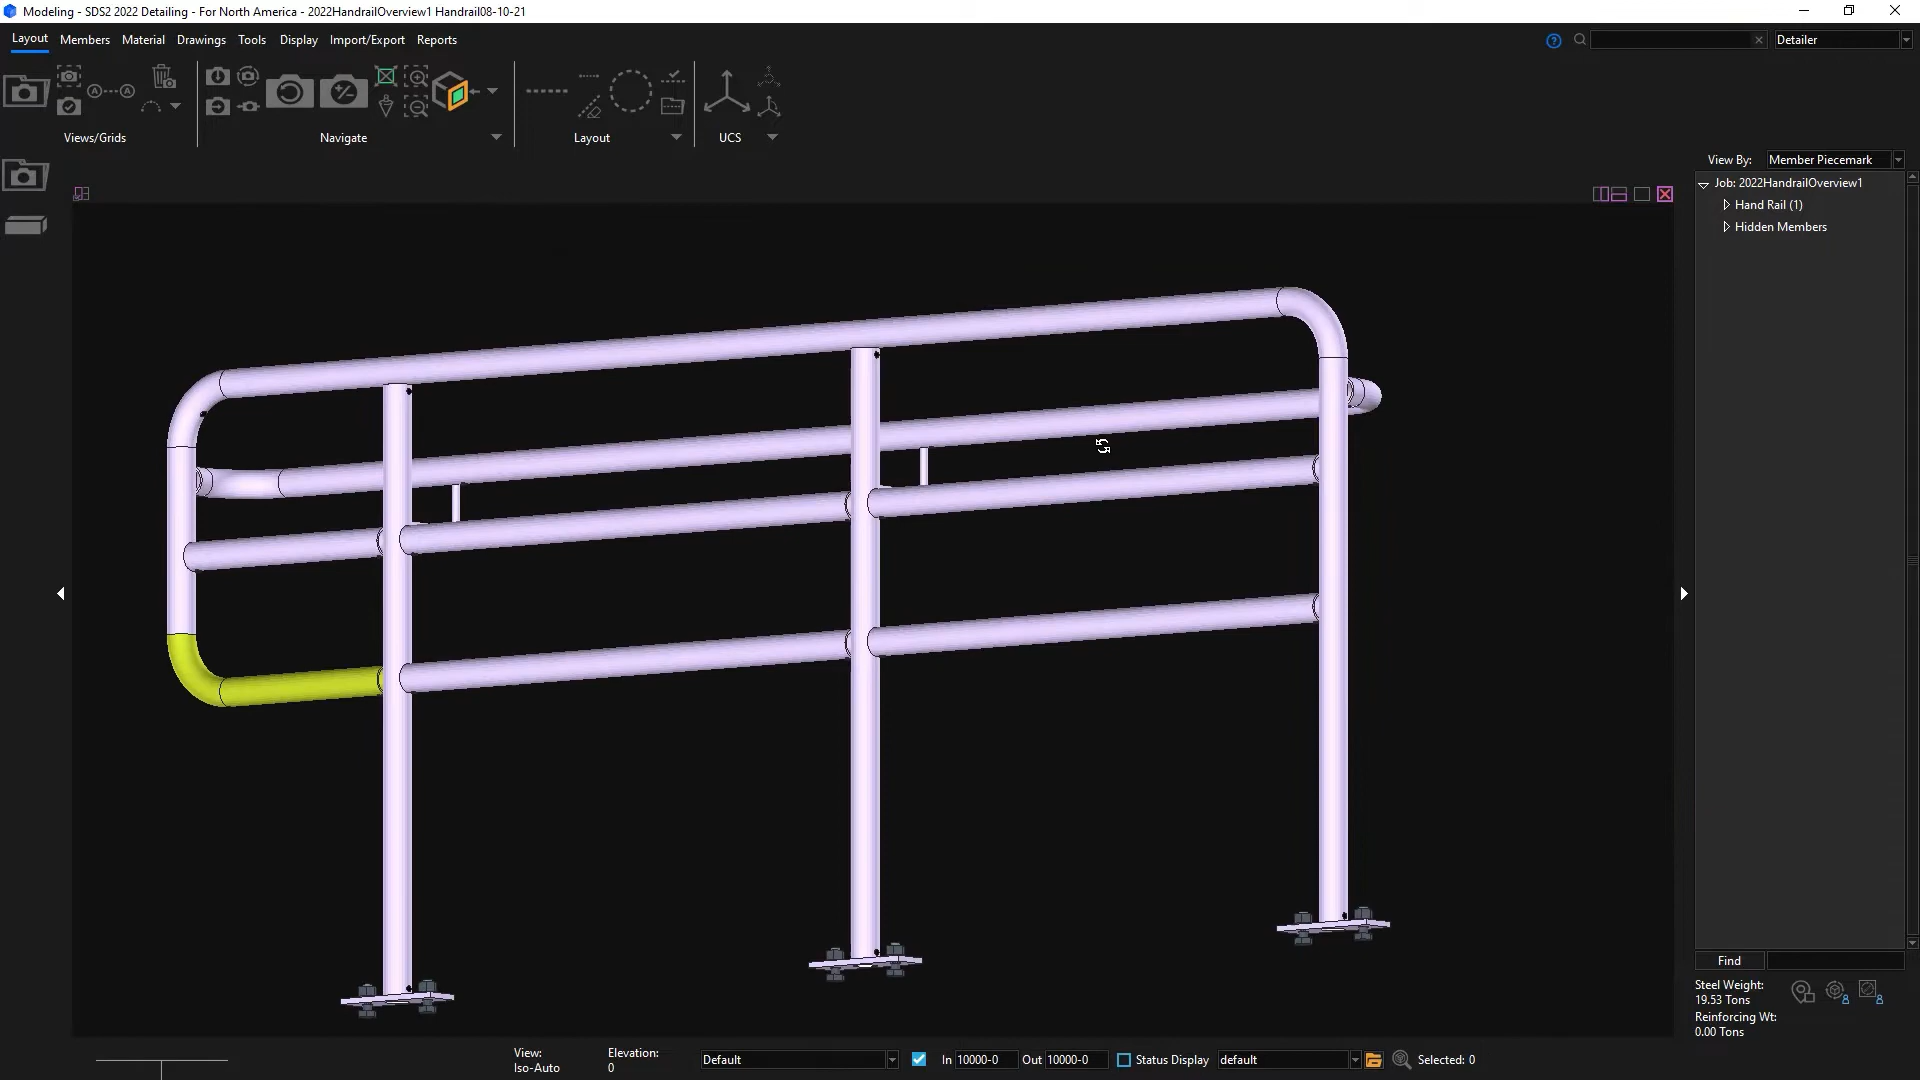 Modeling - SDS2 2022 Detailing - For North America - 2022HandrailOverview1 Handrail08-10-21
Layout Members Material Drawings Tools Display Import/Export Reports
? Detailer
A A
Views/Grids Navigate Layout UCS
View By: Member Piecemark
Job: 2022HandrailOverview1
Hand Rail (1)
Hidden Members
Find
Steel Weight:
19.53 Tons
Reinforcing Wt:
0.00 Tons
View: Elevation:
Iso-Auto 0
Default In 10000-0 Out 10000-0 Status Display default Selected: 0